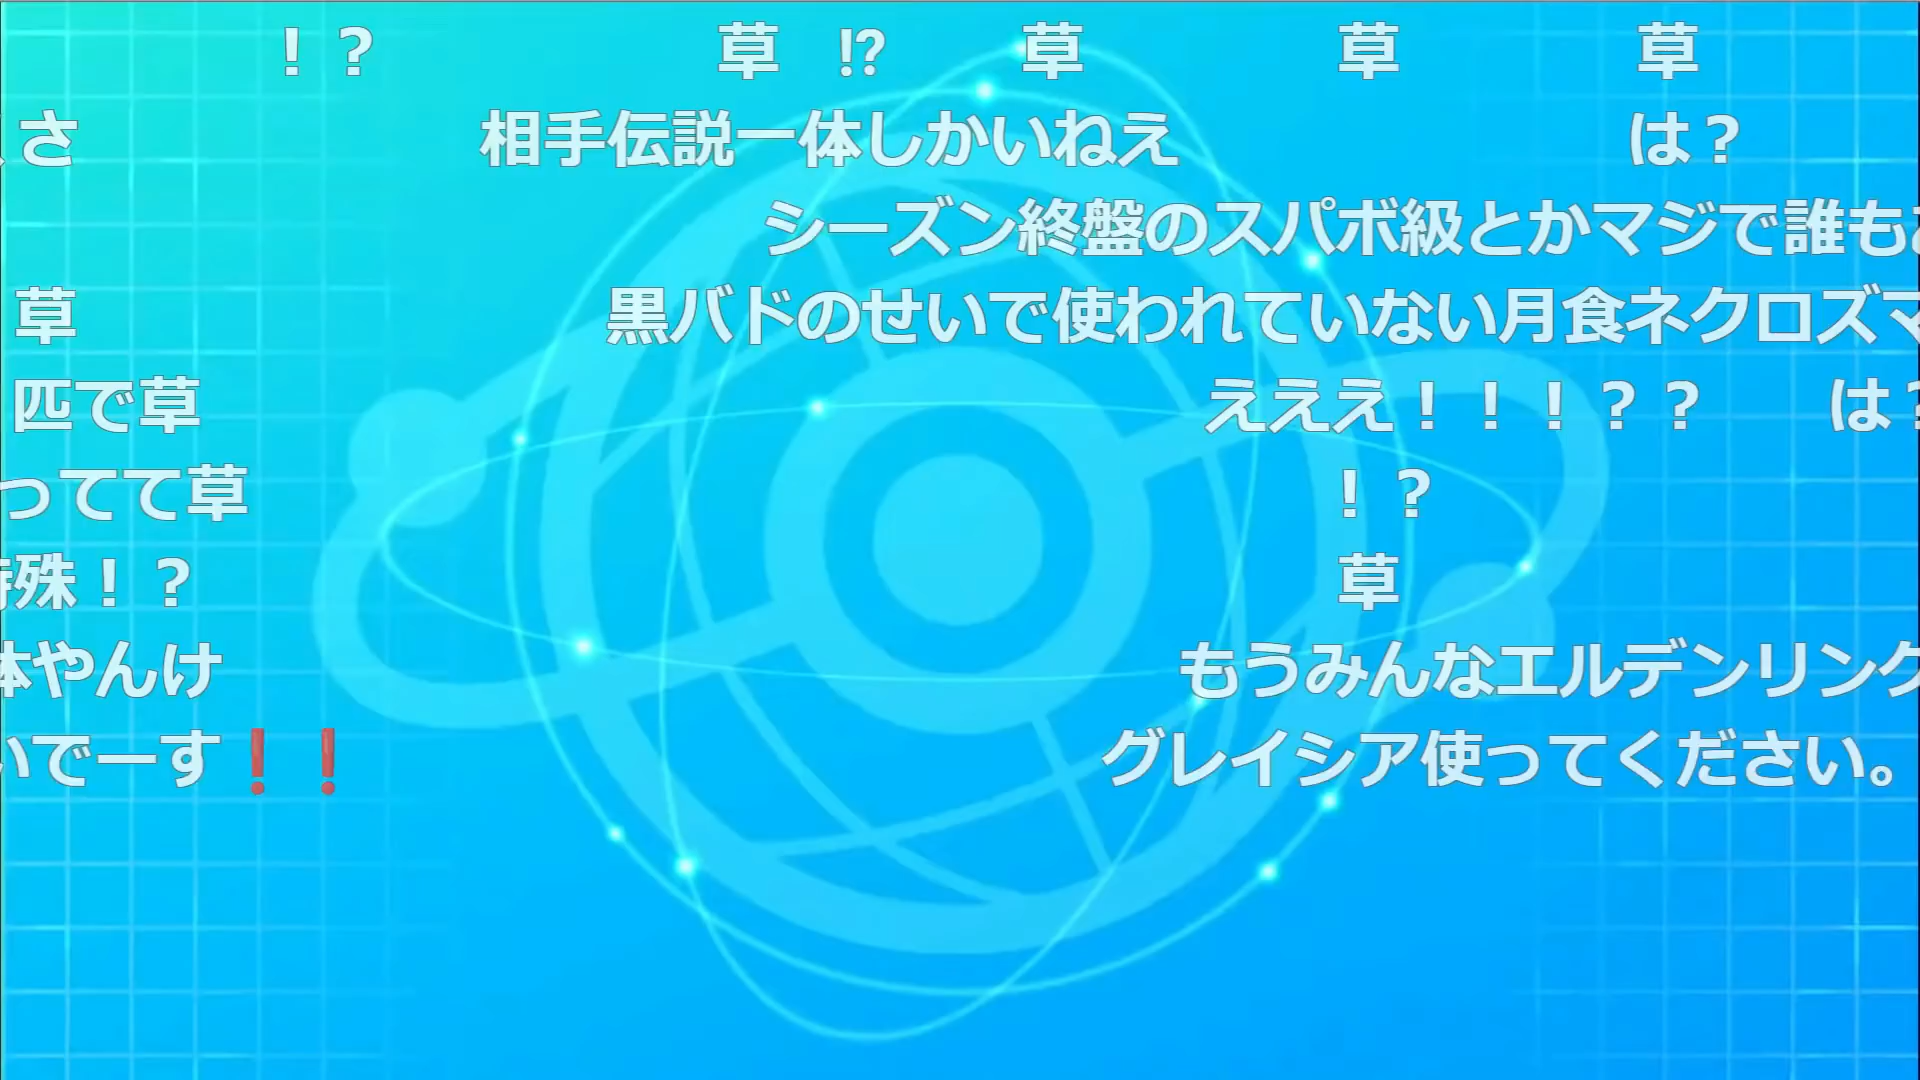 ！？ 草 ⁉ 草 草 草
さ 相手伝説一体しかいねえ は？
シーズン終盤のスパボ級とかマジで誰も
草 黒バドのせいで使われていない月食ネクロズマ
匹で草 えええ！！！？？ は？
ってて草 ！？
殊！？ 草
体やんけ もうみんなエルデンリング
いでーす❗❗ グレイシア使ってください。